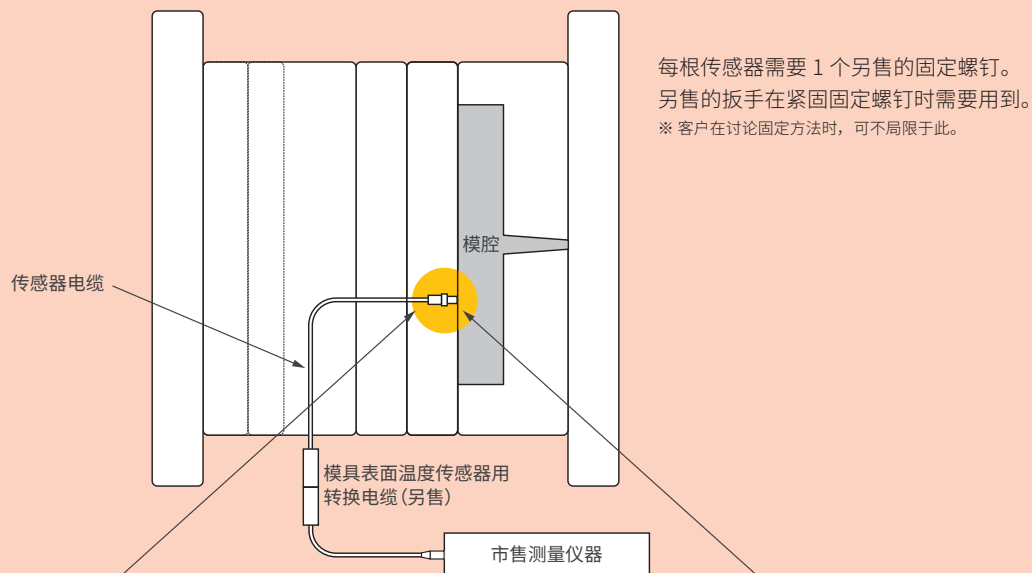 每根传感器需要 1 个另售的固定螺钉。
另售的扳手在紧固固定螺钉时需要用到。
※ 客户在讨论固定方法时，可不局限于此。
模腔
传感器电缆
模具表面温度传感器用
转换电缆(另售)
市售测量仪器